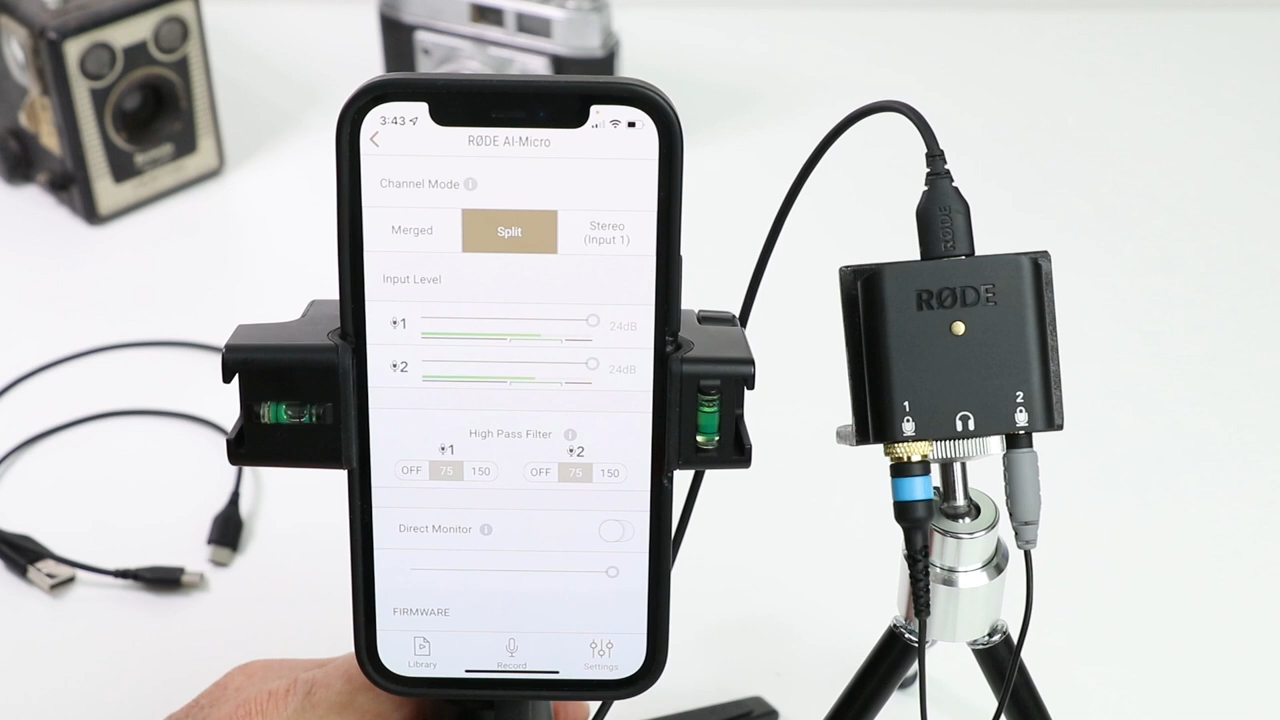 3:43
RØDE AI-Micro
Channel Mode
Merged
Split
Stereo
(Input 1)
Input Level
1
24dB
2
24dB
High Pass Filter
1
2
OFF 75 150
OFF 75 150
Direct Monitor
FIRMWARE
Library
Record
Settings
RØDE
RØDE
1
2